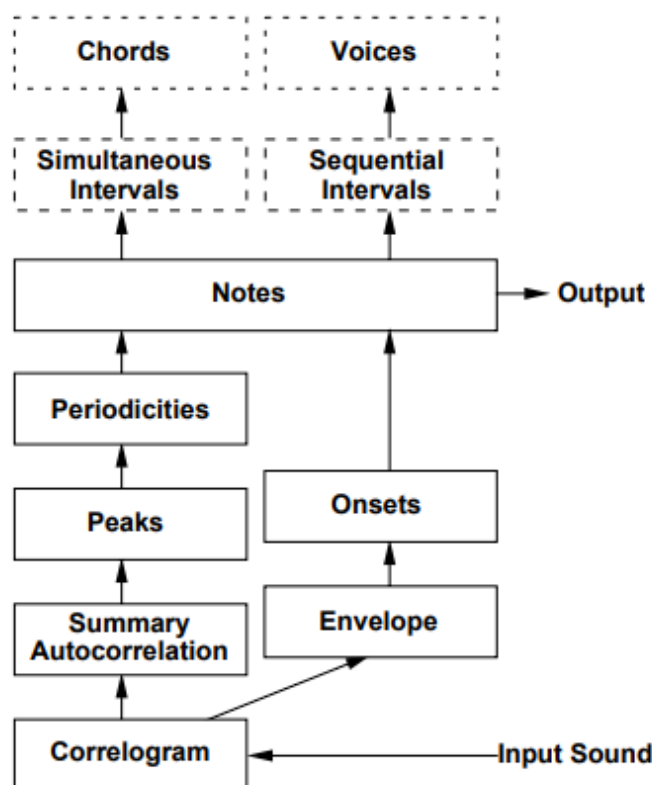 Chords
Voices
Simultaneous
Intervals
Sequential
Intervals
Notes
Output
Periodicities
Peaks
Onsets
Summary
Autocorrelation
Envelope
Correlogram
Input Sound